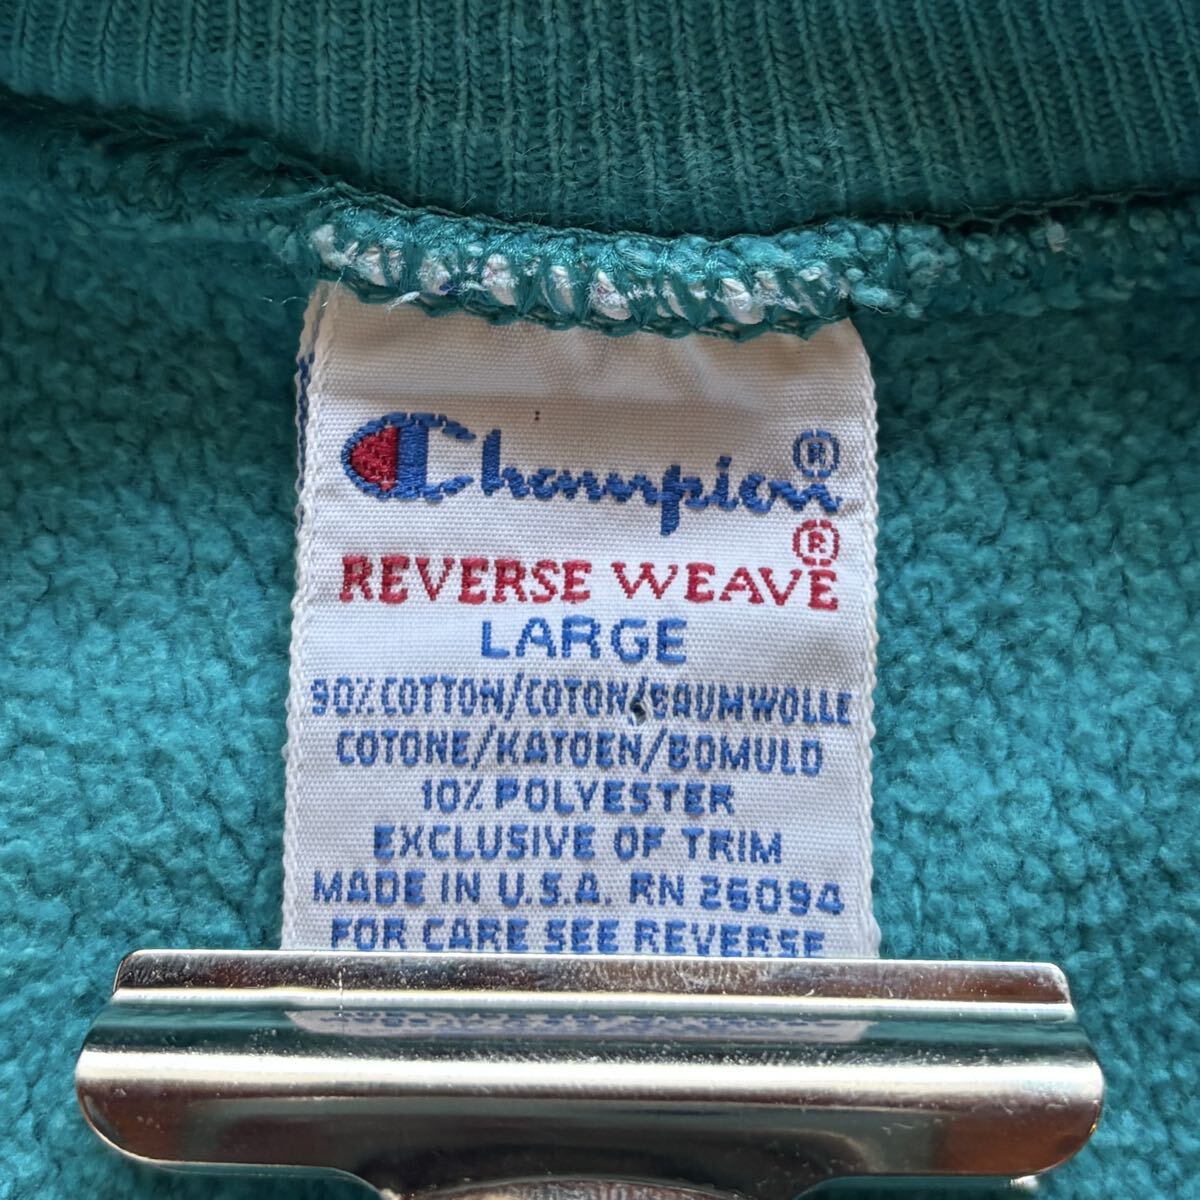 Champion®
REVERSE WEAVE®
LARGE
90% COTTON/COTON/BAUMWOLLE
COTONE/KATOEN/BOMULD
10% POLYESTER
EXCLUSIVE OF TRIM
MADE IN U.S.A. RN 26094
FOR CARE SEE REVERSE